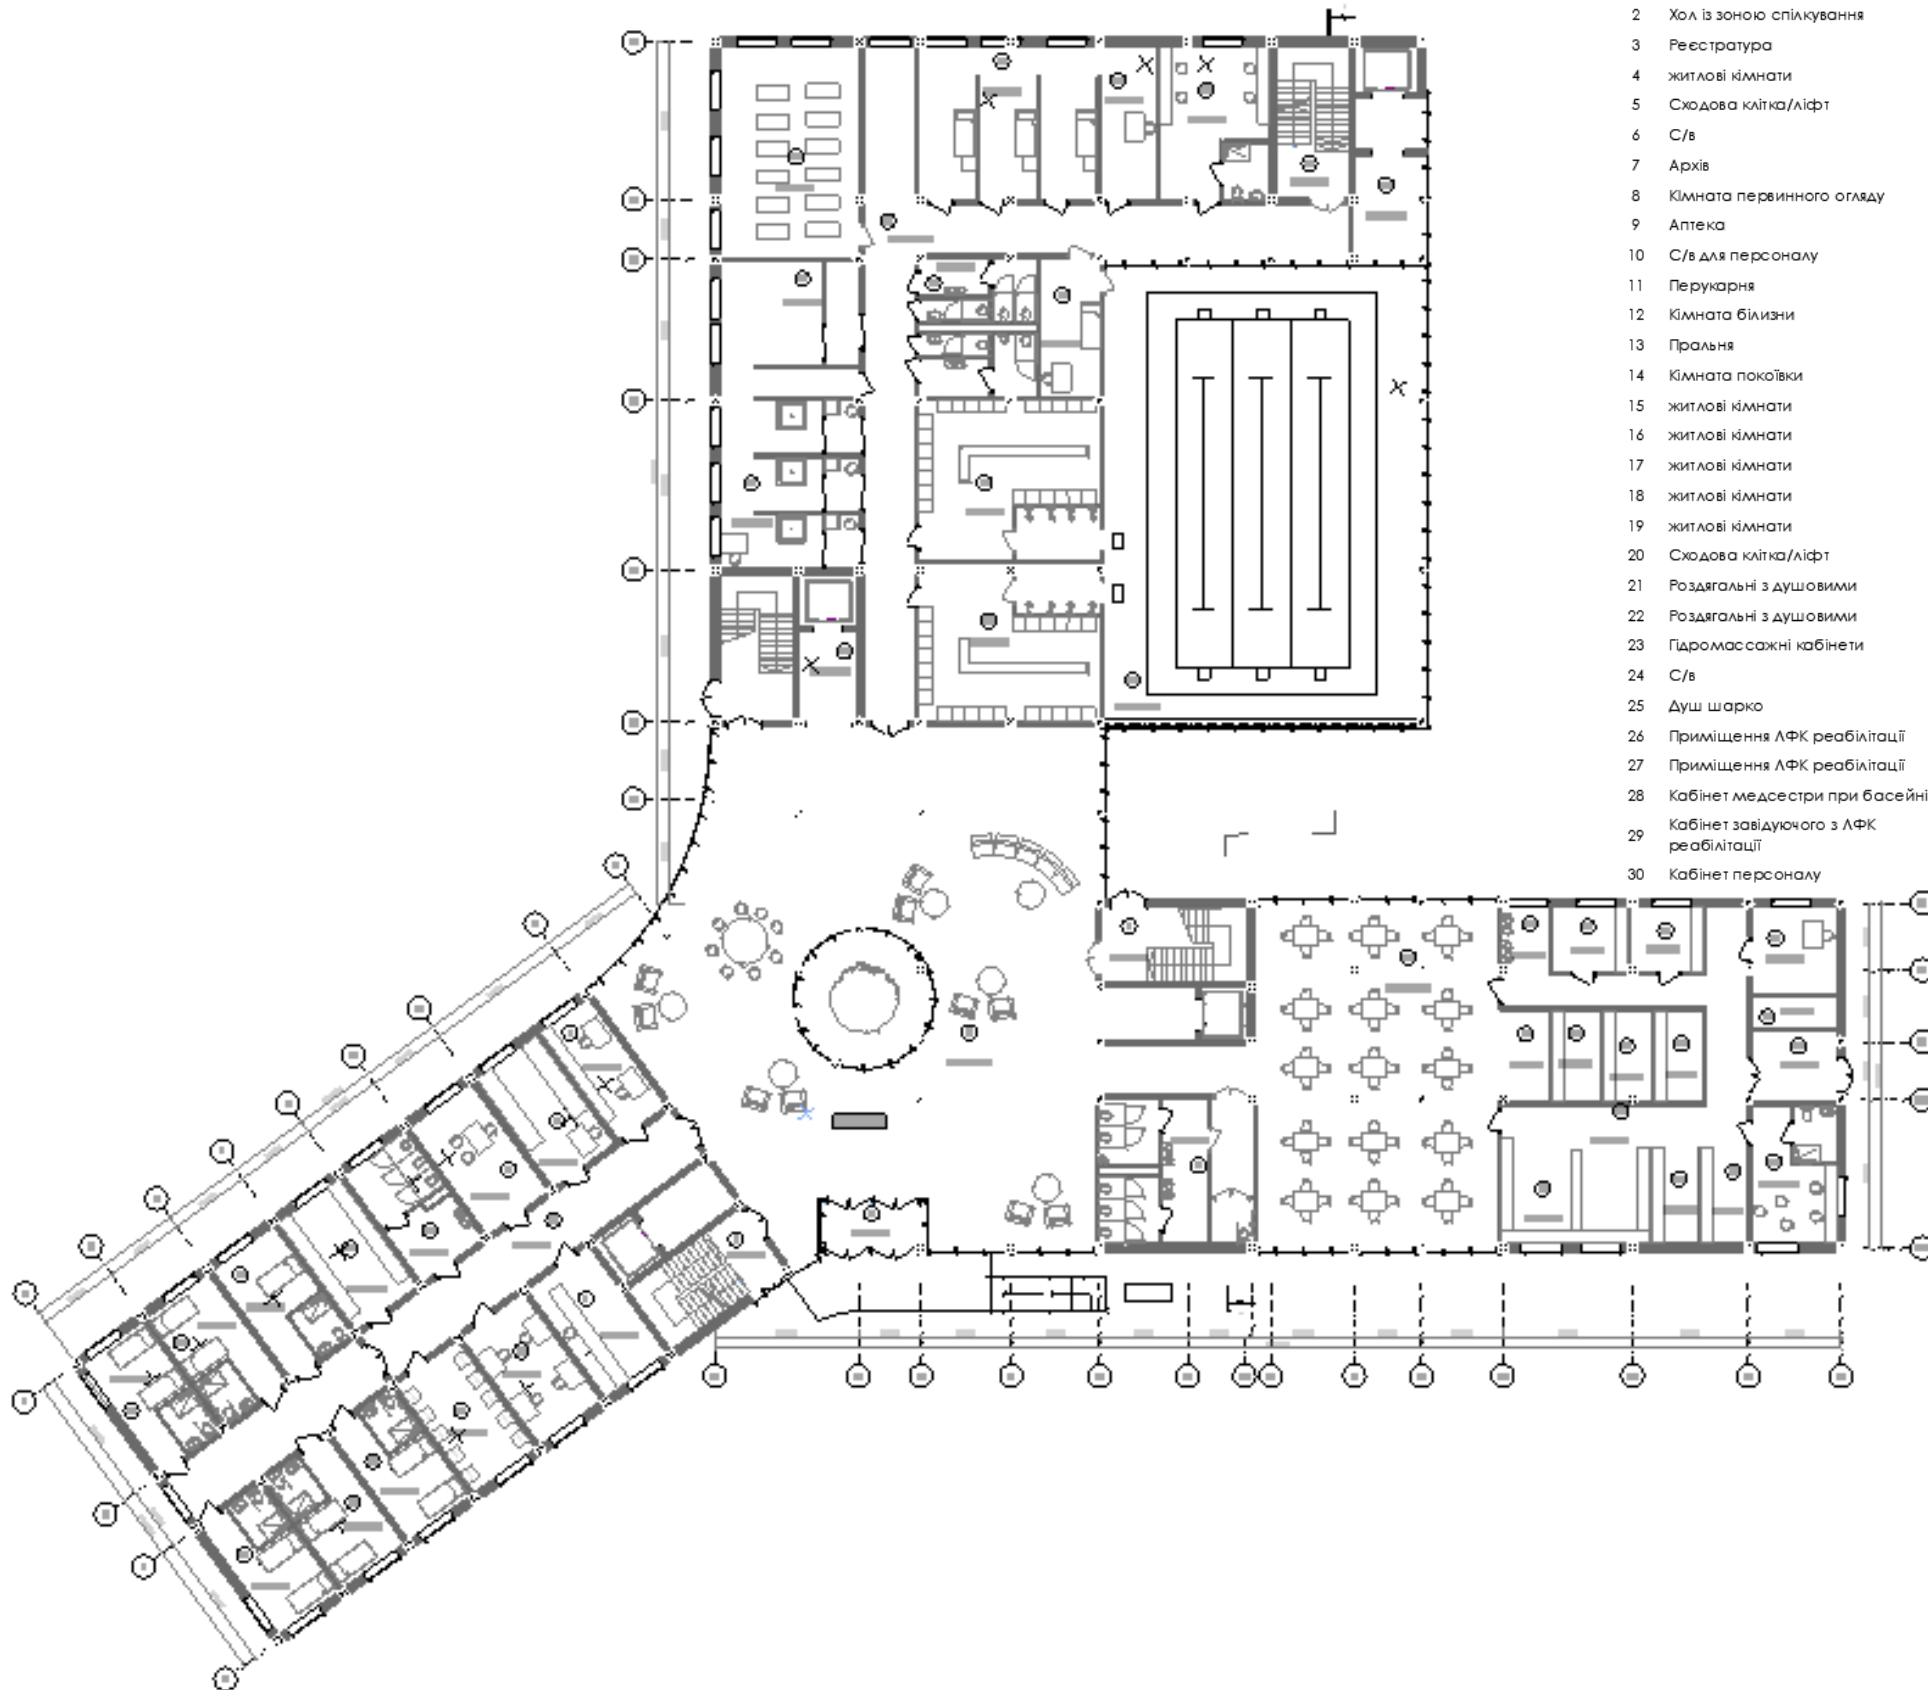 2 Хол із зоною спілкування
3 Реєстратура
4 житлові кімнати
5 Сходова клітка/ліфт
6 С/в
7 Архів
8 Кімната первинного огляду
9 Аптека
10 С/в для персоналу
11 Перукарня
12 Кімната білизни
13 Пральня
14 Кімната покоївки
15 житлові кімнати
16 житлові кімнати
17 житлові кімнати
18 житлові кімнати
19 житлові кімнати
20 Сходова клітка/ліфт
21 Роздягальні з душовими
22 Роздягальні з душовими
23 Гідромассажні кабінети
24 С/в
25 Душ шарко
26 Приміщення ЛФК реабілітації
27 Приміщення ЛФК реабілітації
28 Кабінет медсестри при басейні
29 Кабінет завідуючого з ЛФК
реабілітації
30 Кабінет персоналу